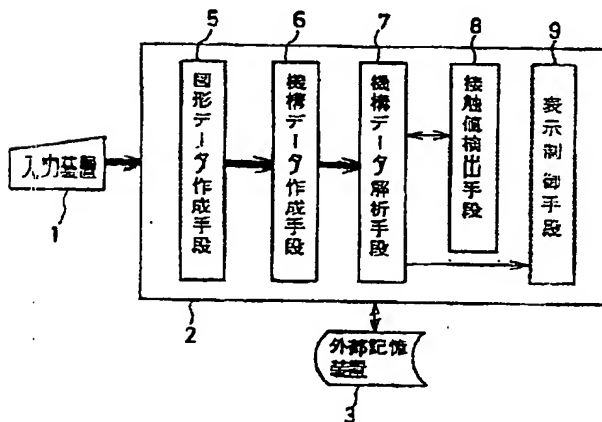 5
6
7
8
9
図形データ作成手段
機構データ作成手段
機構データ解析手段
接触値検出手段
表示制御手段
入力装置
1
2
外部記憶
装置
3